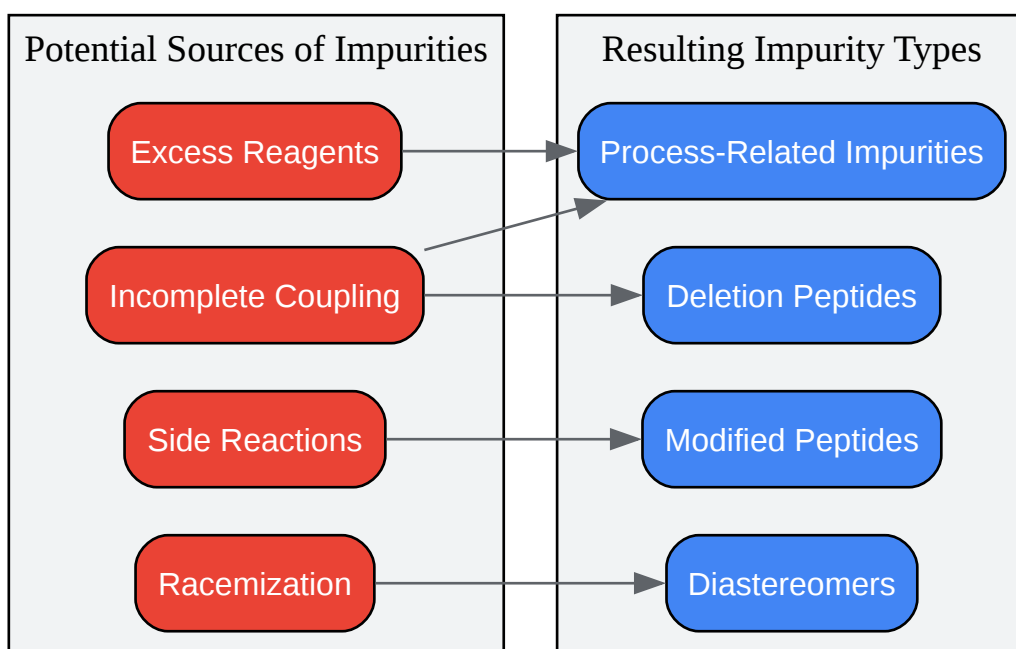 Potential Sources of Impurities
Resulting Impurity Types
Excess Reagents
Process-Related Impurities
Incomplete Coupling
Deletion Peptides
Side Reactions
Modified Peptides
Racemization
Diastereomers